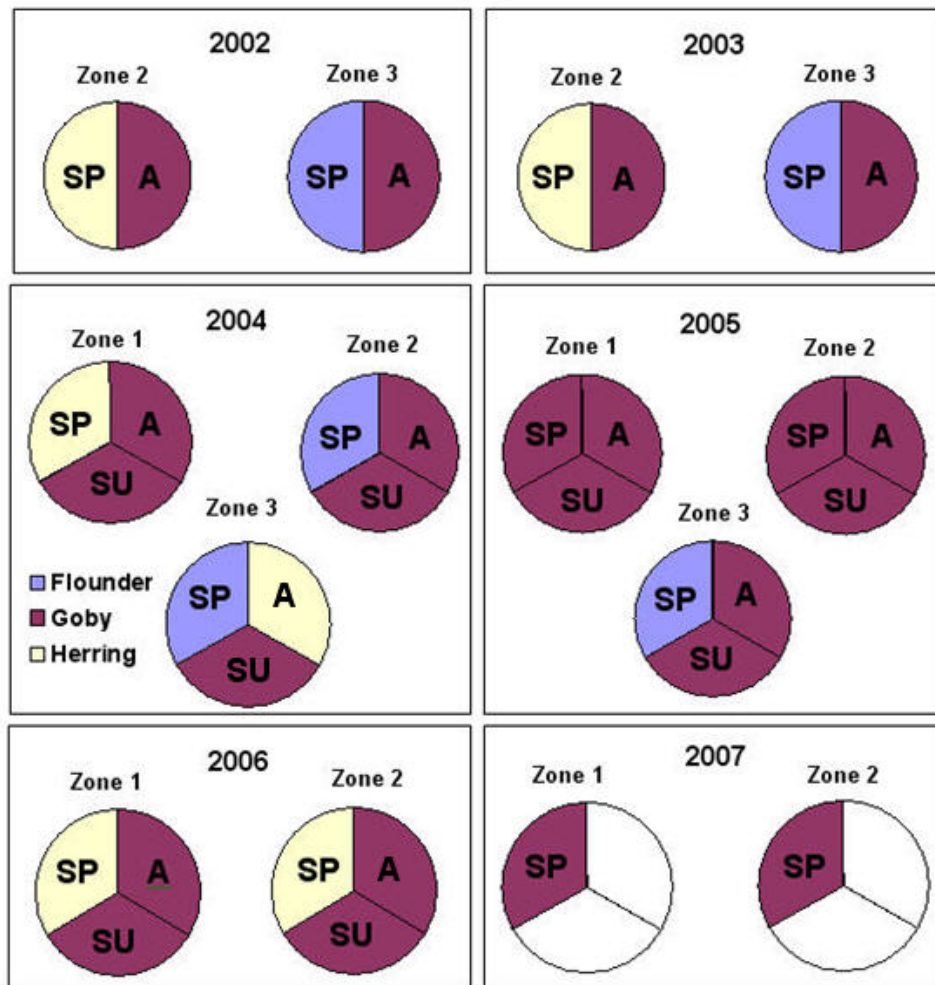 2002
Zone 2
Zone 3
SP
A
SP
A
2003
Zone 2
Zone 3
SP
A
SP
A
2004
Zone 1
Zone 2
SP
A
SU
SP
A
SU
Zone 3
SP
A
SU
Flounder
Goby
Herring
2005
Zone 1
Zone 2
SP
A
SU
SP
A
SU
Zone 3
SP
A
SU
2006
Zone 1
Zone 2
SP
A
SU
SP
A
SU
2007
Zone 1
Zone 2
SP
SP